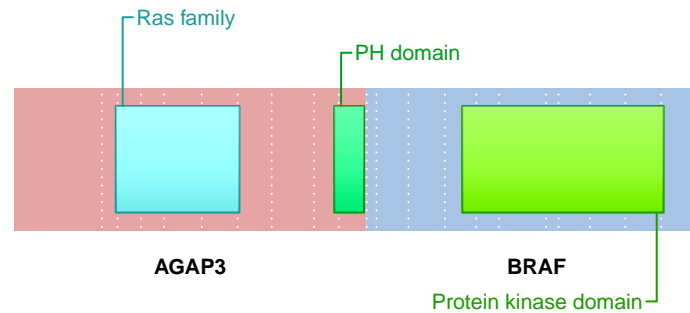 Ras family
PH domain
AGAP3
BRAF
Protein kinase domain